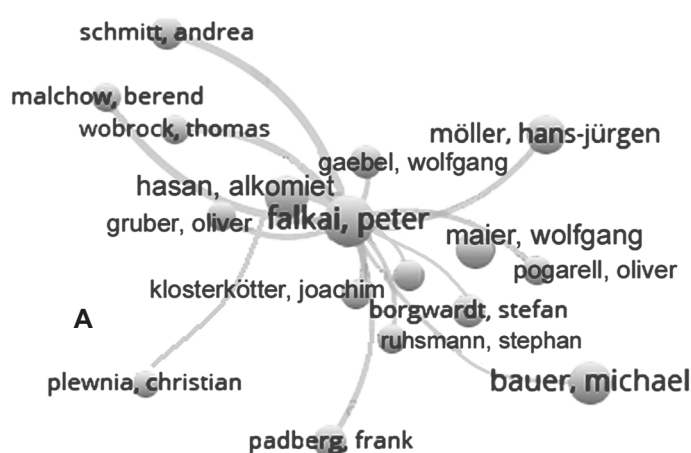 schmitt, andrea
malchow, berend
wobrock, thomas
möller, hans-jürgen
gaebel, wolfgang
hasan, alkomiet
gruber, oliver
falkai, peter
maier, wolfgang
pogarell, oliver
klosterkötter, joachim
borgwardt, stefan
A
ruhsmann, stephan
plewnia, christian
bauer, michael
padberg, frank